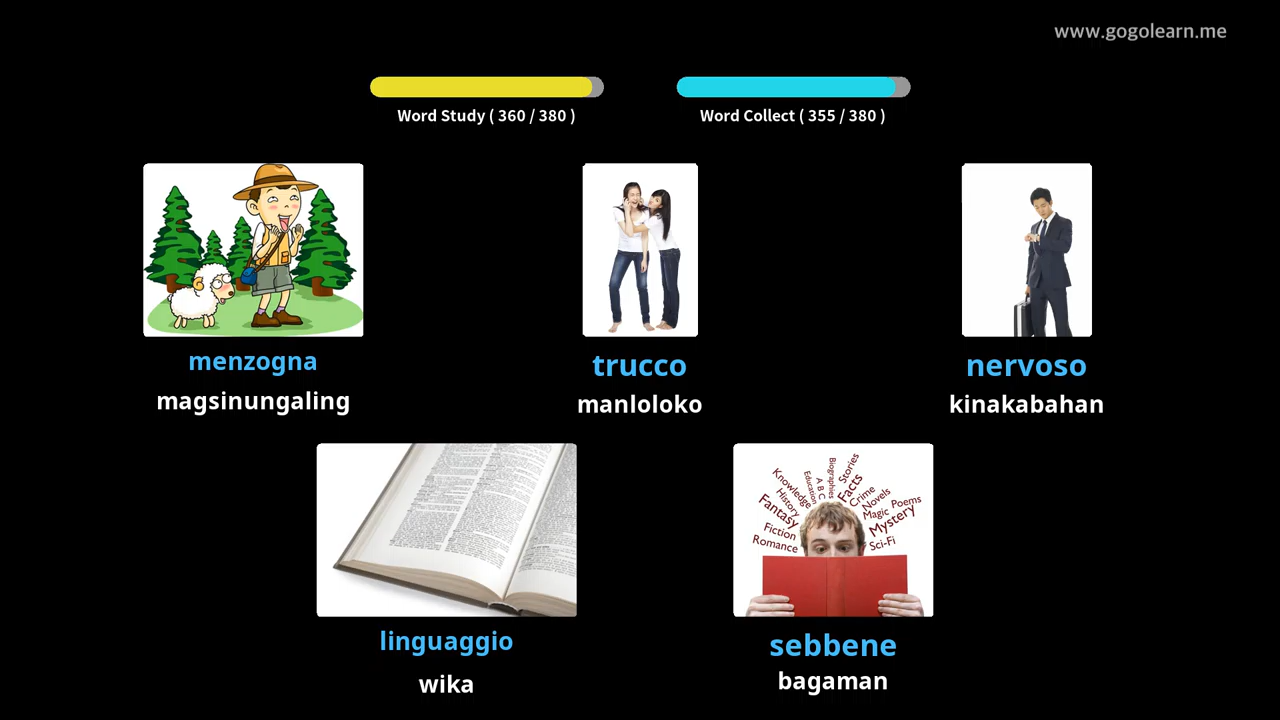 www.gogolearn.me
Word Study ( 360 / 380 )
Word Collect ( 355 / 380 )
menzogna
magsinungaling
trucco
manloloko
nervoso
kinakabahan
Knowledge
Education
A B C
Biographies
Stories
Facts
Crime
Novels
History
Magic
Poems
Fantasy
Mystery
Fiction
Romance
Sci-Fi
linguaggio
wika
sebbene
bagaman